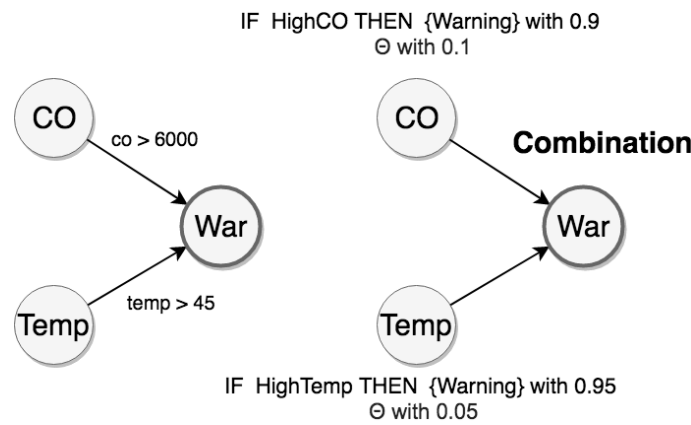 IF HighCO THEN {Warning} with 0.9
Θ with 0.1
CO
co > 6000
War
temp > 45
Temp
CO
Combination
War
Temp
IF HighTemp THEN {Warning} with 0.95
Θ with 0.05